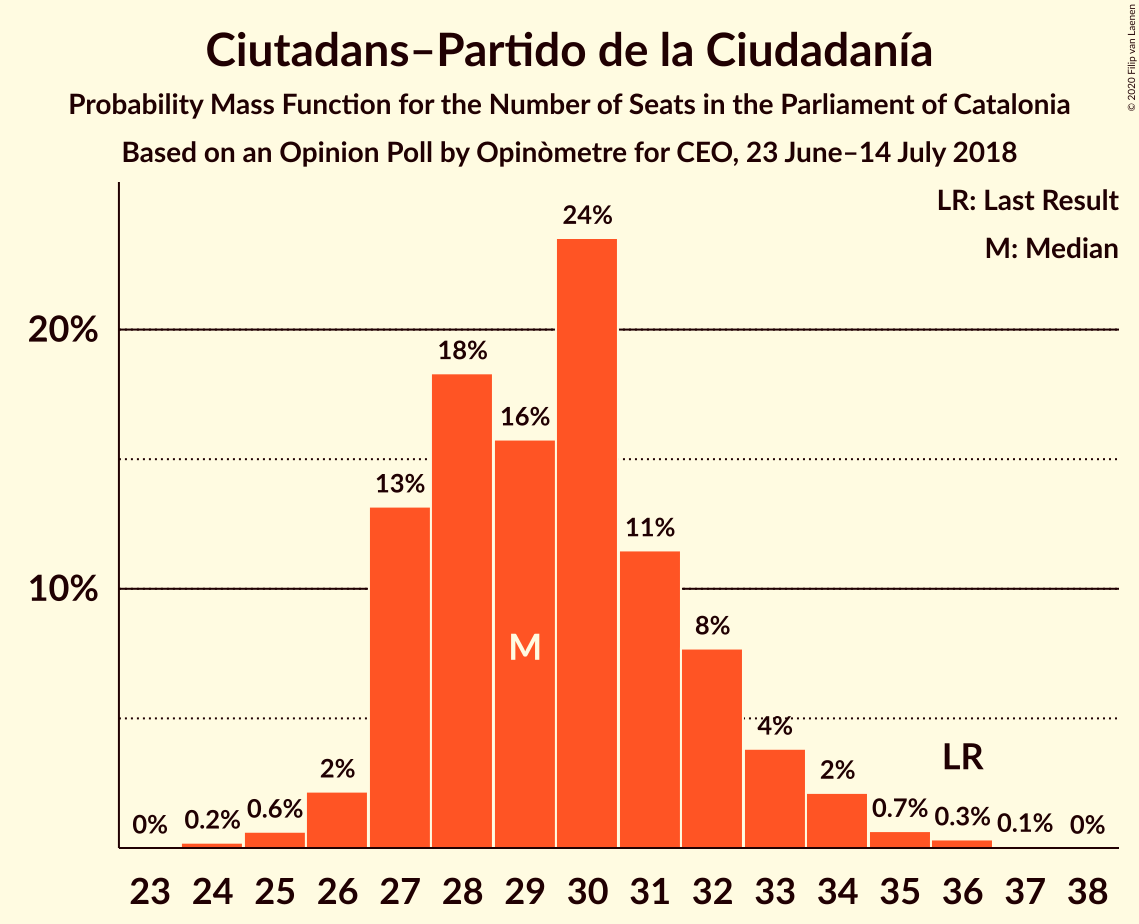 Ciutadans–Partido de la Ciudadanía
Probability Mass Function for the Number of Seats in the Parliament of Catalonia
Based on an Opinion Poll by Opinòmetre for CEO, 23 June–14 July 2018
© 2020 Filip van Laenen
LR: Last Result
M: Median
20%
10%
0%
0.2%
0.6%
2%
13%
18%
16%
24%
11%
8%
4%
2%
0.7%
0.3%
0.1%
0%
M
LR
23 24 25 26 27 28 29 30 31 32 33 34 35 36 37 38